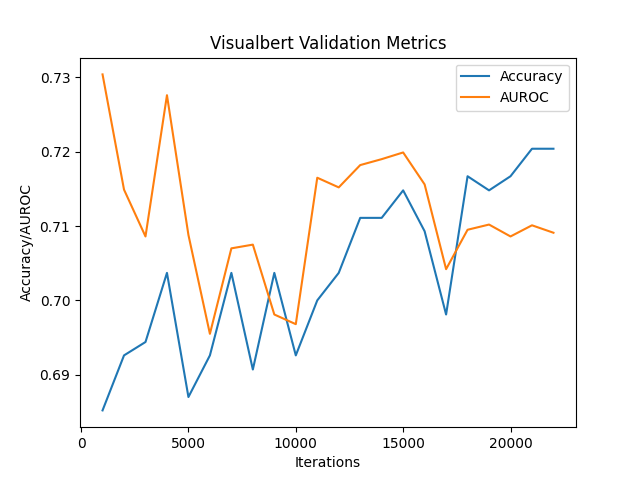 Visualbert Validation Metrics
Accuracy
AUROC
Accuracy/AUROC
0.73
0.72
0.71
0.70
0.69
0
5000
10000
15000
20000
Iterations